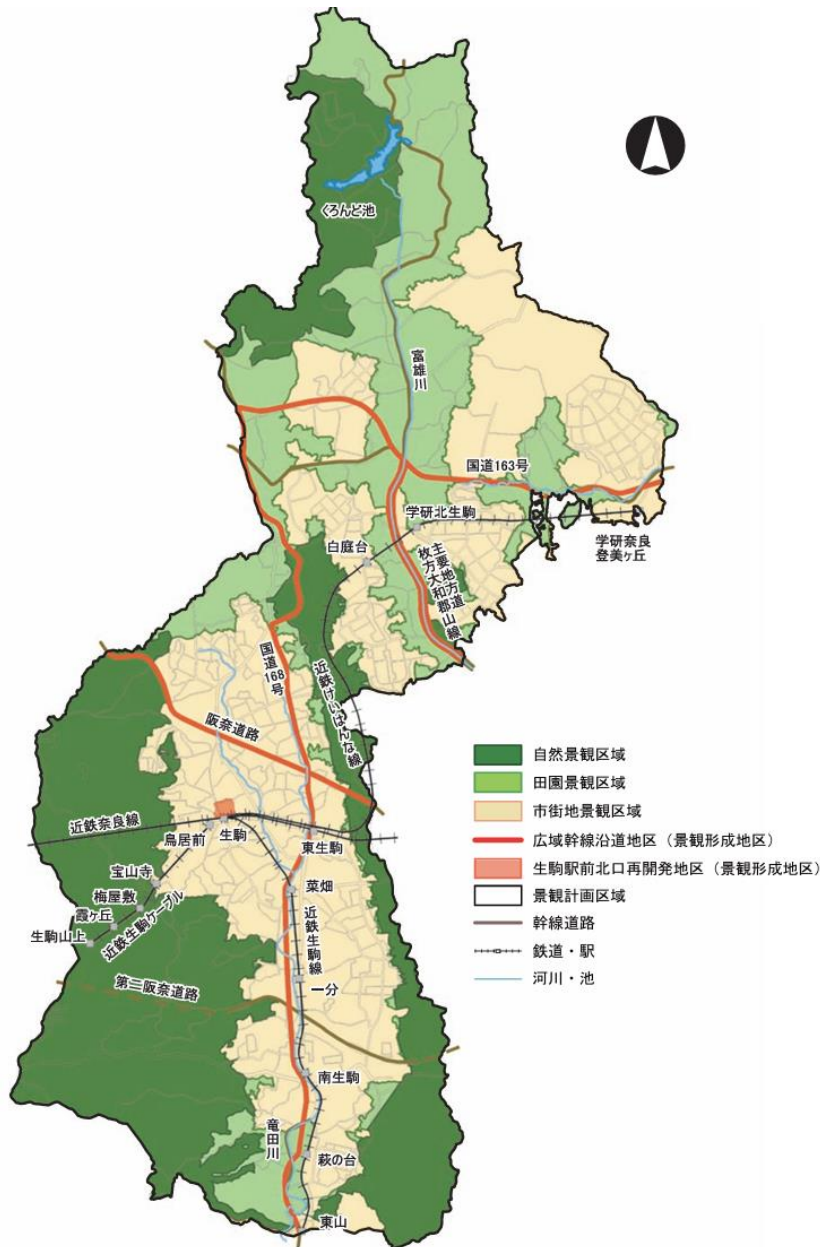 くろんど池
富雄川
国道163号
学研北生駒
白庭台
学研奈良
登美ヶ丘
主要地方道
枚方大和郡山線
国道168号
近鉄けいはんな線
阪奈道路
近鉄奈良線
鳥居前
生駒
東生駒
宝山寺
菜畑
梅屋敷
霞ヶ丘
生駒山上
近鉄生駒ケーブル
近鉄生駒線
第二阪奈道路
一分
南生駒
竜田川
萩の台
東山
自然景観区域
田園景観区域
市街地景観区域
広域幹線沿道地区（景観形成地区）
生駒駅前北口再開発地区（景観形成地区）
景観計画区域
幹線道路
鉄道・駅
河川・池